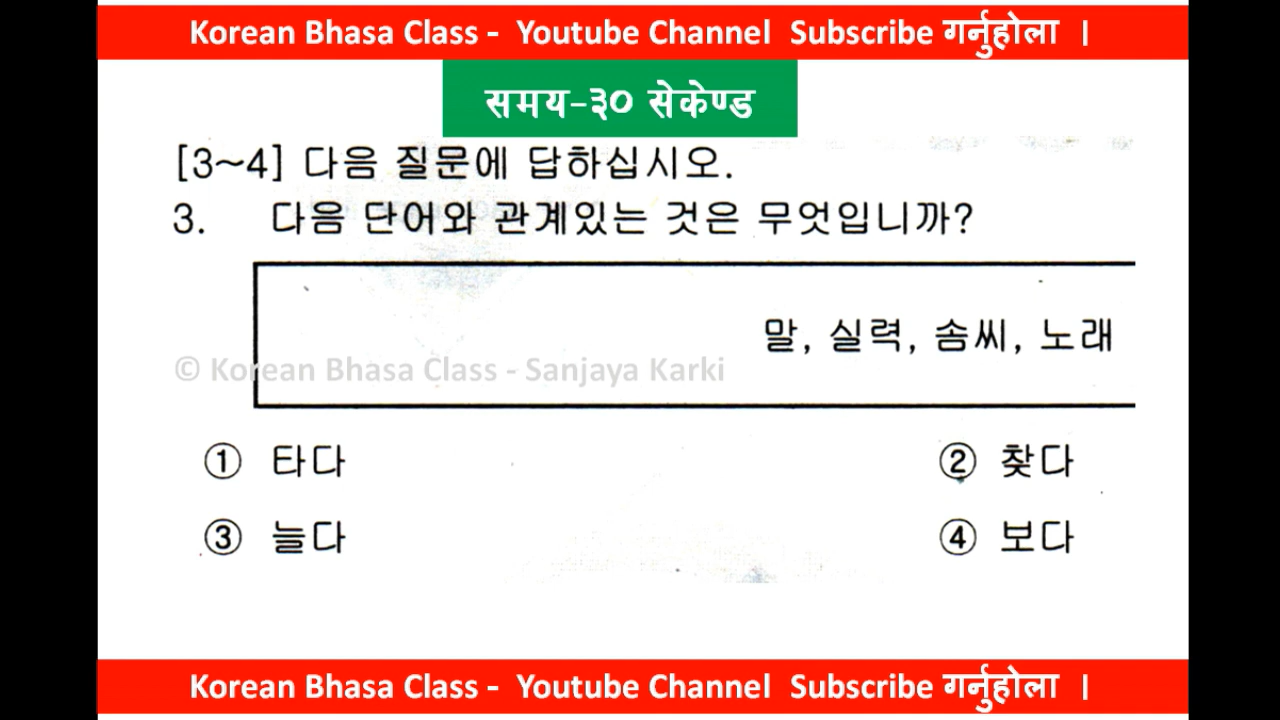 Korean Bhasa Class - Youtube Channel Subscribe गर्नुहोला ।
समय-३० सेकेण्ड
[3~4] 다음 질문에 답하십시오.
3. 다음 단어와 관계있는 것은 무엇입니까?
말, 실력, 솜씨, 노래
© Korean Bhasa Class - Sanjaya Karki
① 타다 ② 찾다
③ 늘다 ④ 보다
Korean Bhasa Class - Youtube Channel Subscribe गर्नुहोला ।